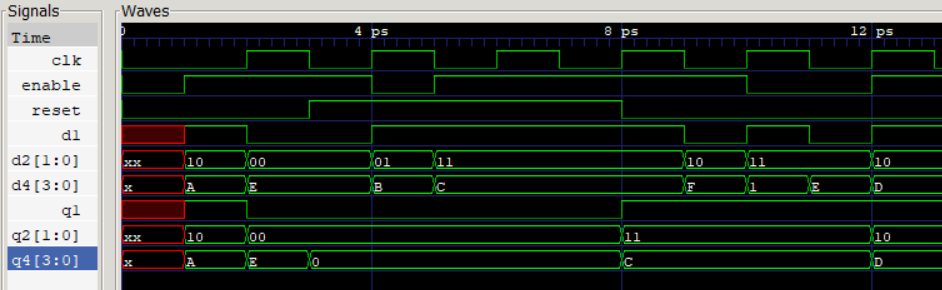 Signals Waves
Time 0 4 ps 8 ps 12 ps
clk
enable
reset
d1
d2[1:0] xx 10 00 01 11 10 11 10
d4[3:0] x A E B C F 1 E D
q1
q2[1:0] xx 10 00 11 10
q4[3:0] x A E 0 C D